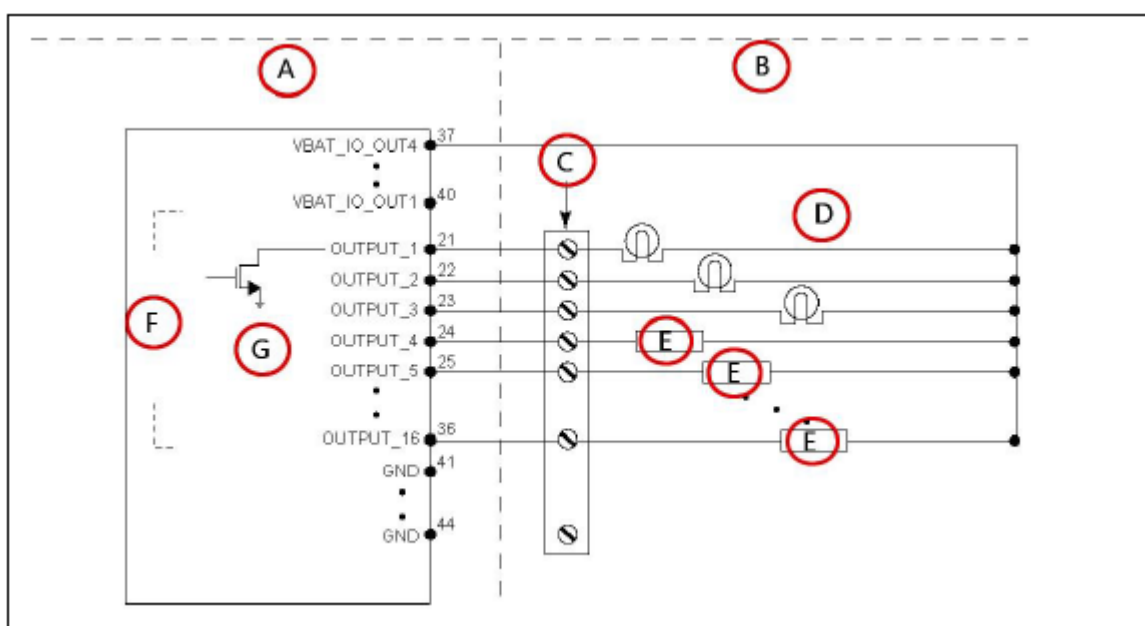 A
B
VBAT_IO_OUT4 37
C
VBAT_IO_OUT1 40
D
OUTPUT_1 21
OUTPUT_2 22
OUTPUT_3 23
F
OUTPUT_4 24
E
G
OUTPUT_5 25
E
OUTPUT_16 36
E
GND 41
GND 44